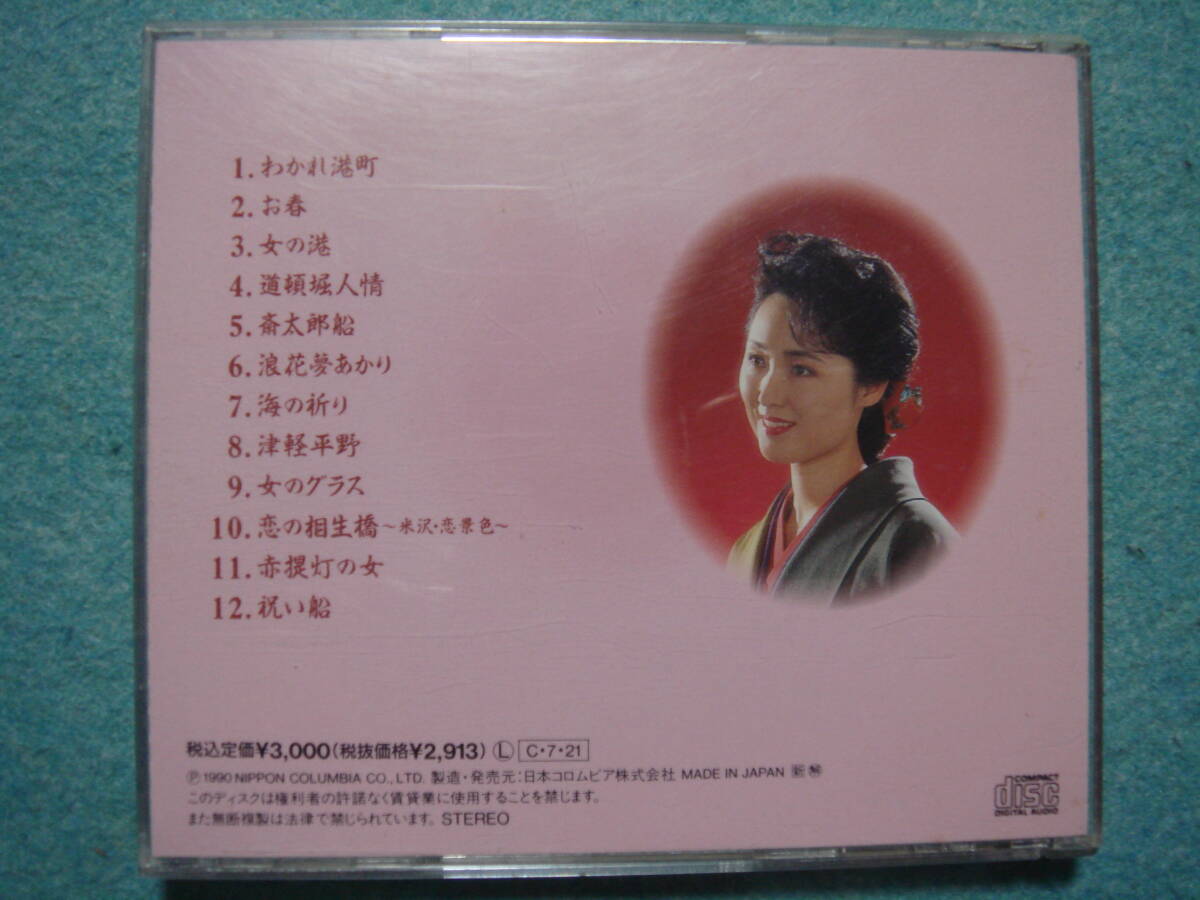 1. わかれ港町
2. お春
3. 女の港
4. 道頓堀人情
5. 斎太郎船
6. 浪花夢あかり
7. 海の祈り
8. 津軽平野
9. 女のグラス
10. 恋の相生橋〜米沢・恋景色〜
11. 赤提灯の女
12. 祝い船
税込定価¥3,000(税抜価格¥2,913) Ⓛ C・7・21
℗ 1990 NIPPON COLUMBIA CO., LTD. 製造・発売元:日本コロムビア株式会社 MADE IN JAPAN
このディスクは権利者の許諾なく賃貸業に使用することを禁じます。
また無断複製は法律で禁じられています。 STEREO
COMPACT
disc
DIGITAL AUDIO